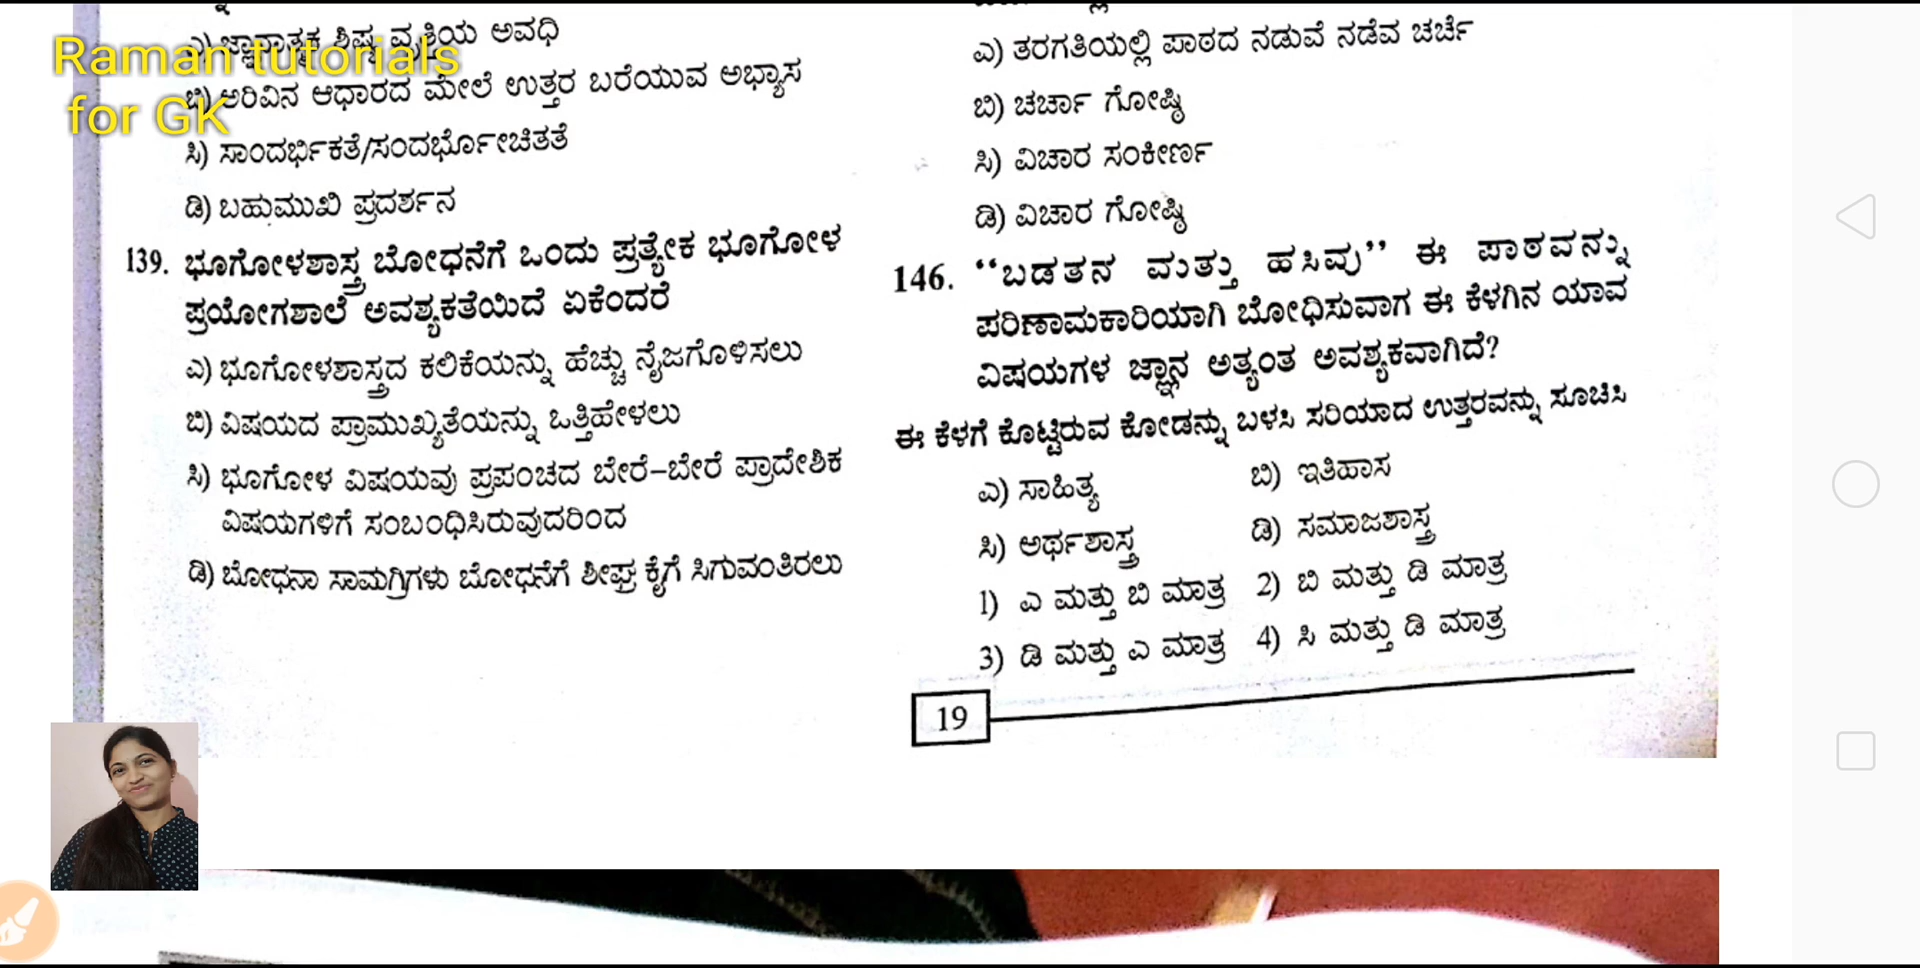 Raman tutorials
for GK
ಎ) ಜ್ಞಾನಾತ್ಮಕ ಶಿಷ್ಯ ವೃತ್ತಿಯ ಅವಧಿ
ಬಿ) ಅರಿವಿನ ಆಧಾರದ ಮೇಲೆ ಉತ್ತರ ಬರೆಯುವ ಅಭ್ಯಾಸ
ಸಿ) ಸಾಂದರ್ಭಿಕತೆ/ಸಂದರ್ಭೋಚಿತತೆ
ಡಿ) ಬಹುಮುಖಿ ಪ್ರದರ್ಶನ
139. ಭೂಗೋಳಶಾಸ್ತ್ರ ಬೋಧನೆಗೆ ಒಂದು ಪ್ರತ್ಯೇಕ ಭೂಗೋಳ
ಪ್ರಯೋಗಶಾಲೆ ಅವಶ್ಯಕತೆಯಿದೆ ಏಕೆಂದರೆ
ಎ) ಭೂಗೋಳಶಾಸ್ತ್ರದ ಕಲಿಕೆಯನ್ನು ಹೆಚ್ಚು ನೈಜಗೊಳಿಸಲು
ಬಿ) ವಿಷಯದ ಪ್ರಾಮುಖ್ಯತೆಯನ್ನು ಒತ್ತಿಹೇಳಲು
ಸಿ) ಭೂಗೋಳ ವಿಷಯವು ಪ್ರಪಂಚದ ಬೇರೆ-ಬೇರೆ ಪ್ರಾದೇಶಿಕ
ವಿಷಯಗಳಿಗೆ ಸಂಬಂಧಿಸಿರುವುದರಿಂದ
ಡಿ) ಬೋಧನಾ ಸಾಮಗ್ರಿಗಳು ಬೋಧನೆಗೆ ಶೀಘ್ರ ಕೈಗೆ ಸಿಗುವಂತಿರಲು
ಎ) ತರಗತಿಯಲ್ಲಿ ಪಾಠದ ನಡುವೆ ನಡೆವ ಚರ್ಚೆ
ಬಿ) ಚರ್ಚಾ ಗೋಷ್ಠಿ
ಸಿ) ವಿಚಾರ ಸಂಕೀರ್ಣ
ಡಿ) ವಿಚಾರ ಗೋಷ್ಠಿ
146. “ಬಡತನ ಮತ್ತು ಹಸಿವು” ಈ ಪಾಠವನ್ನು
ಪರಿಣಾಮಕಾರಿಯಾಗಿ ಬೋಧಿಸುವಾಗ ಈ ಕೆಳಗಿನ ಯಾವ
ವಿಷಯಗಳ ಜ್ಞಾನ ಅತ್ಯಂತ ಅವಶ್ಯಕವಾಗಿದೆ?
ಈ ಕೆಳಗೆ ಕೊಟ್ಟಿರುವ ಕೋಡನ್ನು ಬಳಸಿ ಸರಿಯಾದ ಉತ್ತರವನ್ನು ಸೂಚಿಸಿ
ಎ) ಸಾಹಿತ್ಯ ಬಿ) ಇತಿಹಾಸ
ಸಿ) ಅರ್ಥಶಾಸ್ತ್ರ ಡಿ) ಸಮಾಜಶಾಸ್ತ್ರ
1) ಎ ಮತ್ತು ಬಿ ಮಾತ್ರ 2) ಬಿ ಮತ್ತು ಡಿ ಮಾತ್ರ
3) ಡಿ ಮತ್ತು ಎ ಮಾತ್ರ 4) ಸಿ ಮತ್ತು ಡಿ ಮಾತ್ರ
19